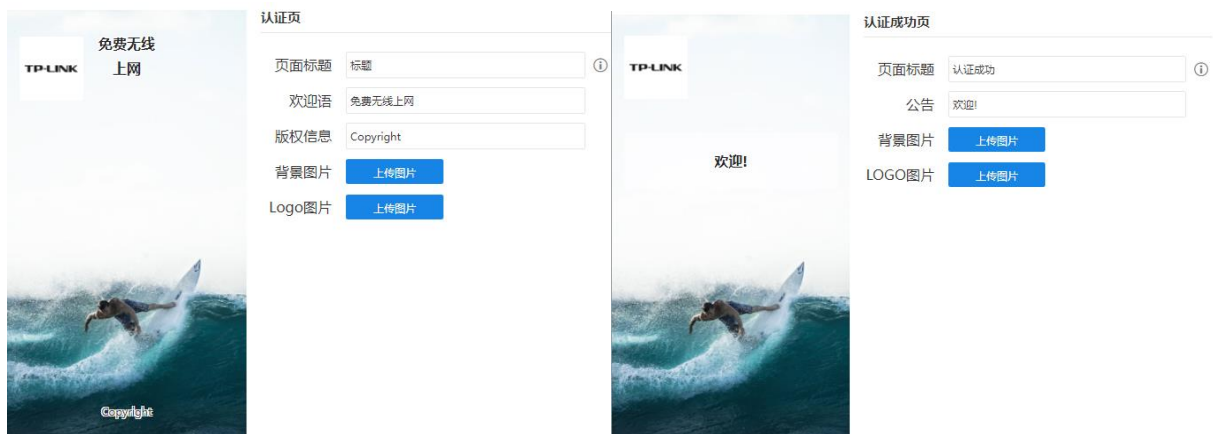 免费无线
上网
TP-LINK
Copyright
认证页
页面标题 标题
欢迎语 免费无线上网
版权信息 Copyright
背景图片 上传图片
Logo图片 上传图片
TP-LINK
欢迎!
认证成功页
页面标题 认证成功
公告 欢迎!
背景图片 上传图片
LOGO图片 上传图片